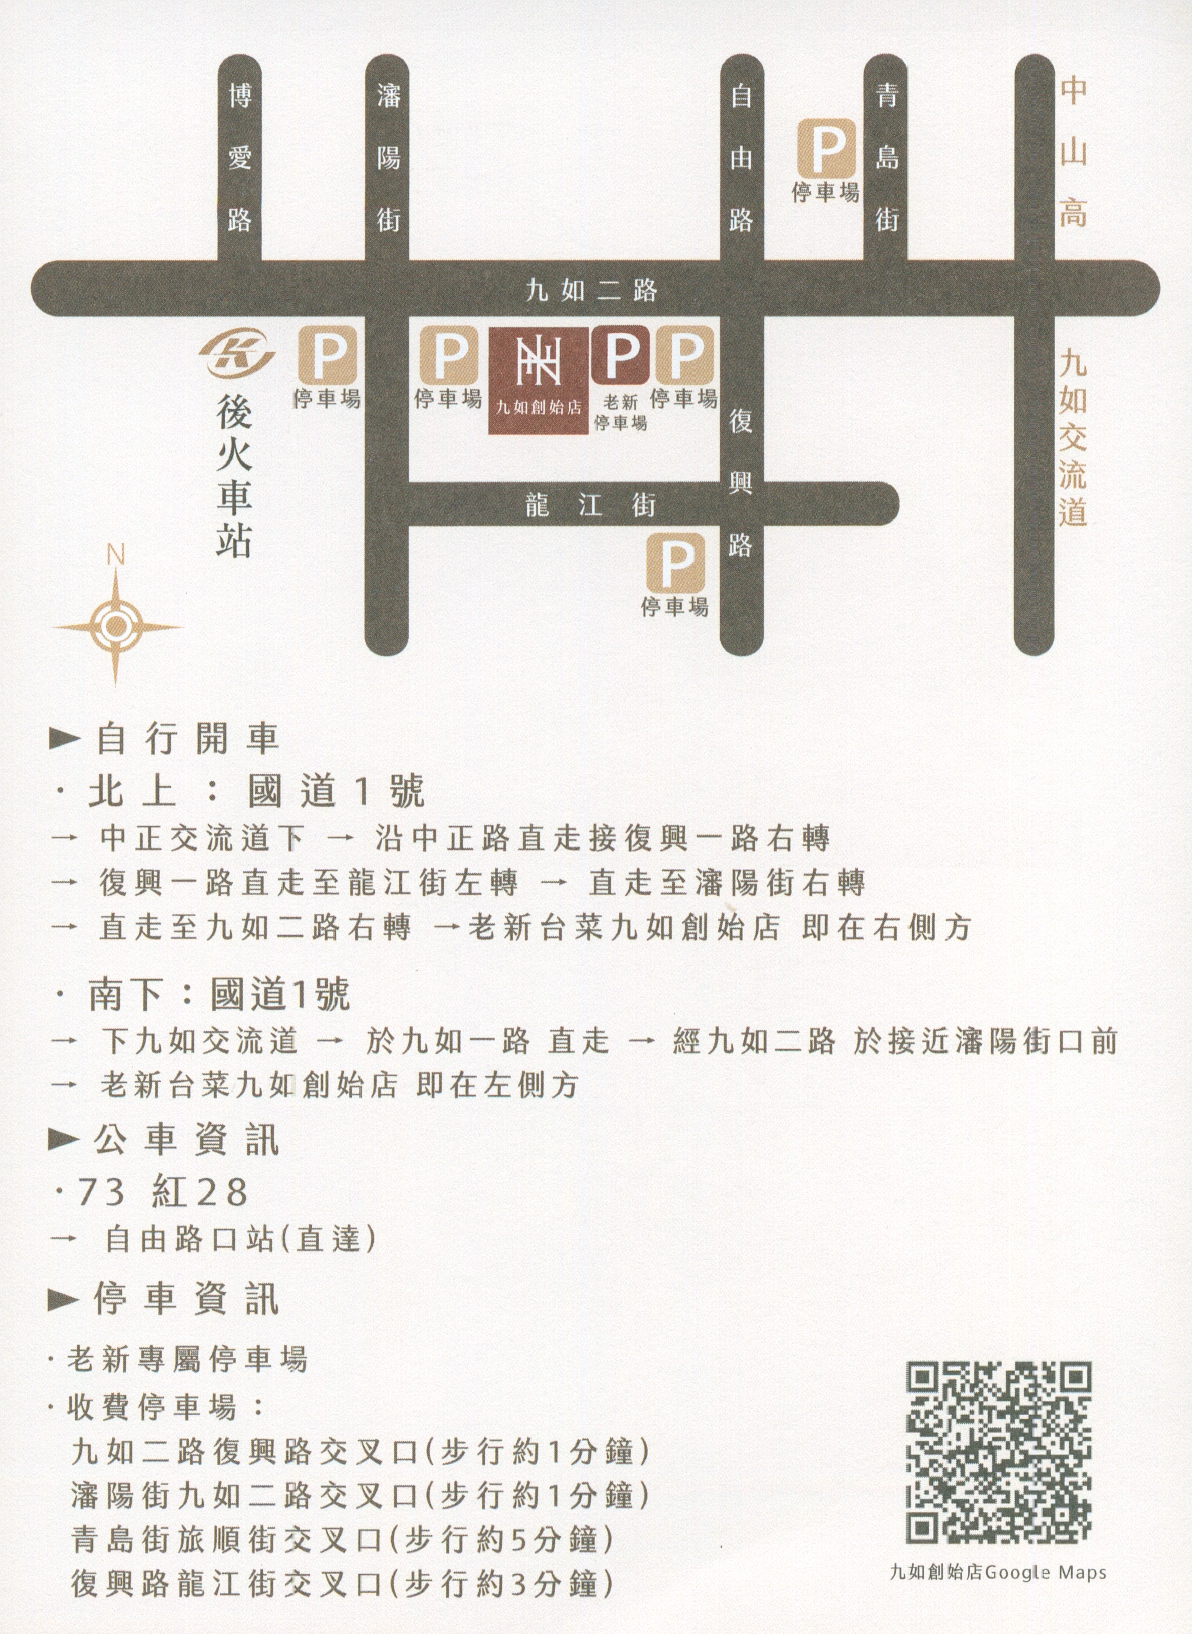 博愛路
瀋陽街
自由路
青島街
中山高
P
停車場
九如二路
後火車站
P
停車場
P
停車場
九如創始店
P
老新
停車場
P
停車場
復興路
九如交流道
龍江街
P
停車場
N
►自行開車
·北上：國道1號
→ 中正交流道下 → 沿中正路直走接復興一路右轉
→ 復興一路直走至龍江街左轉 → 直走至瀋陽街右轉
→ 直走至九如二路右轉 →老新台菜九如創始店 即在右側方
·南下：國道1號
→ 下九如交流道 → 於九如一路 直走 → 經九如二路 於接近瀋陽街口前
→ 老新台菜九如創始店 即在左側方
►公車資訊
·73 紅28
→ 自由路口站(直達)
►停車資訊
·老新專屬停車場
·收費停車場：
九如二路復興路交叉口(步行約1分鐘)
瀋陽街九如二路交叉口(步行約1分鐘)
青島街旅順街交叉口(步行約5分鐘)
復興路龍江街交叉口(步行約3分鐘)
九如創始店Google Maps